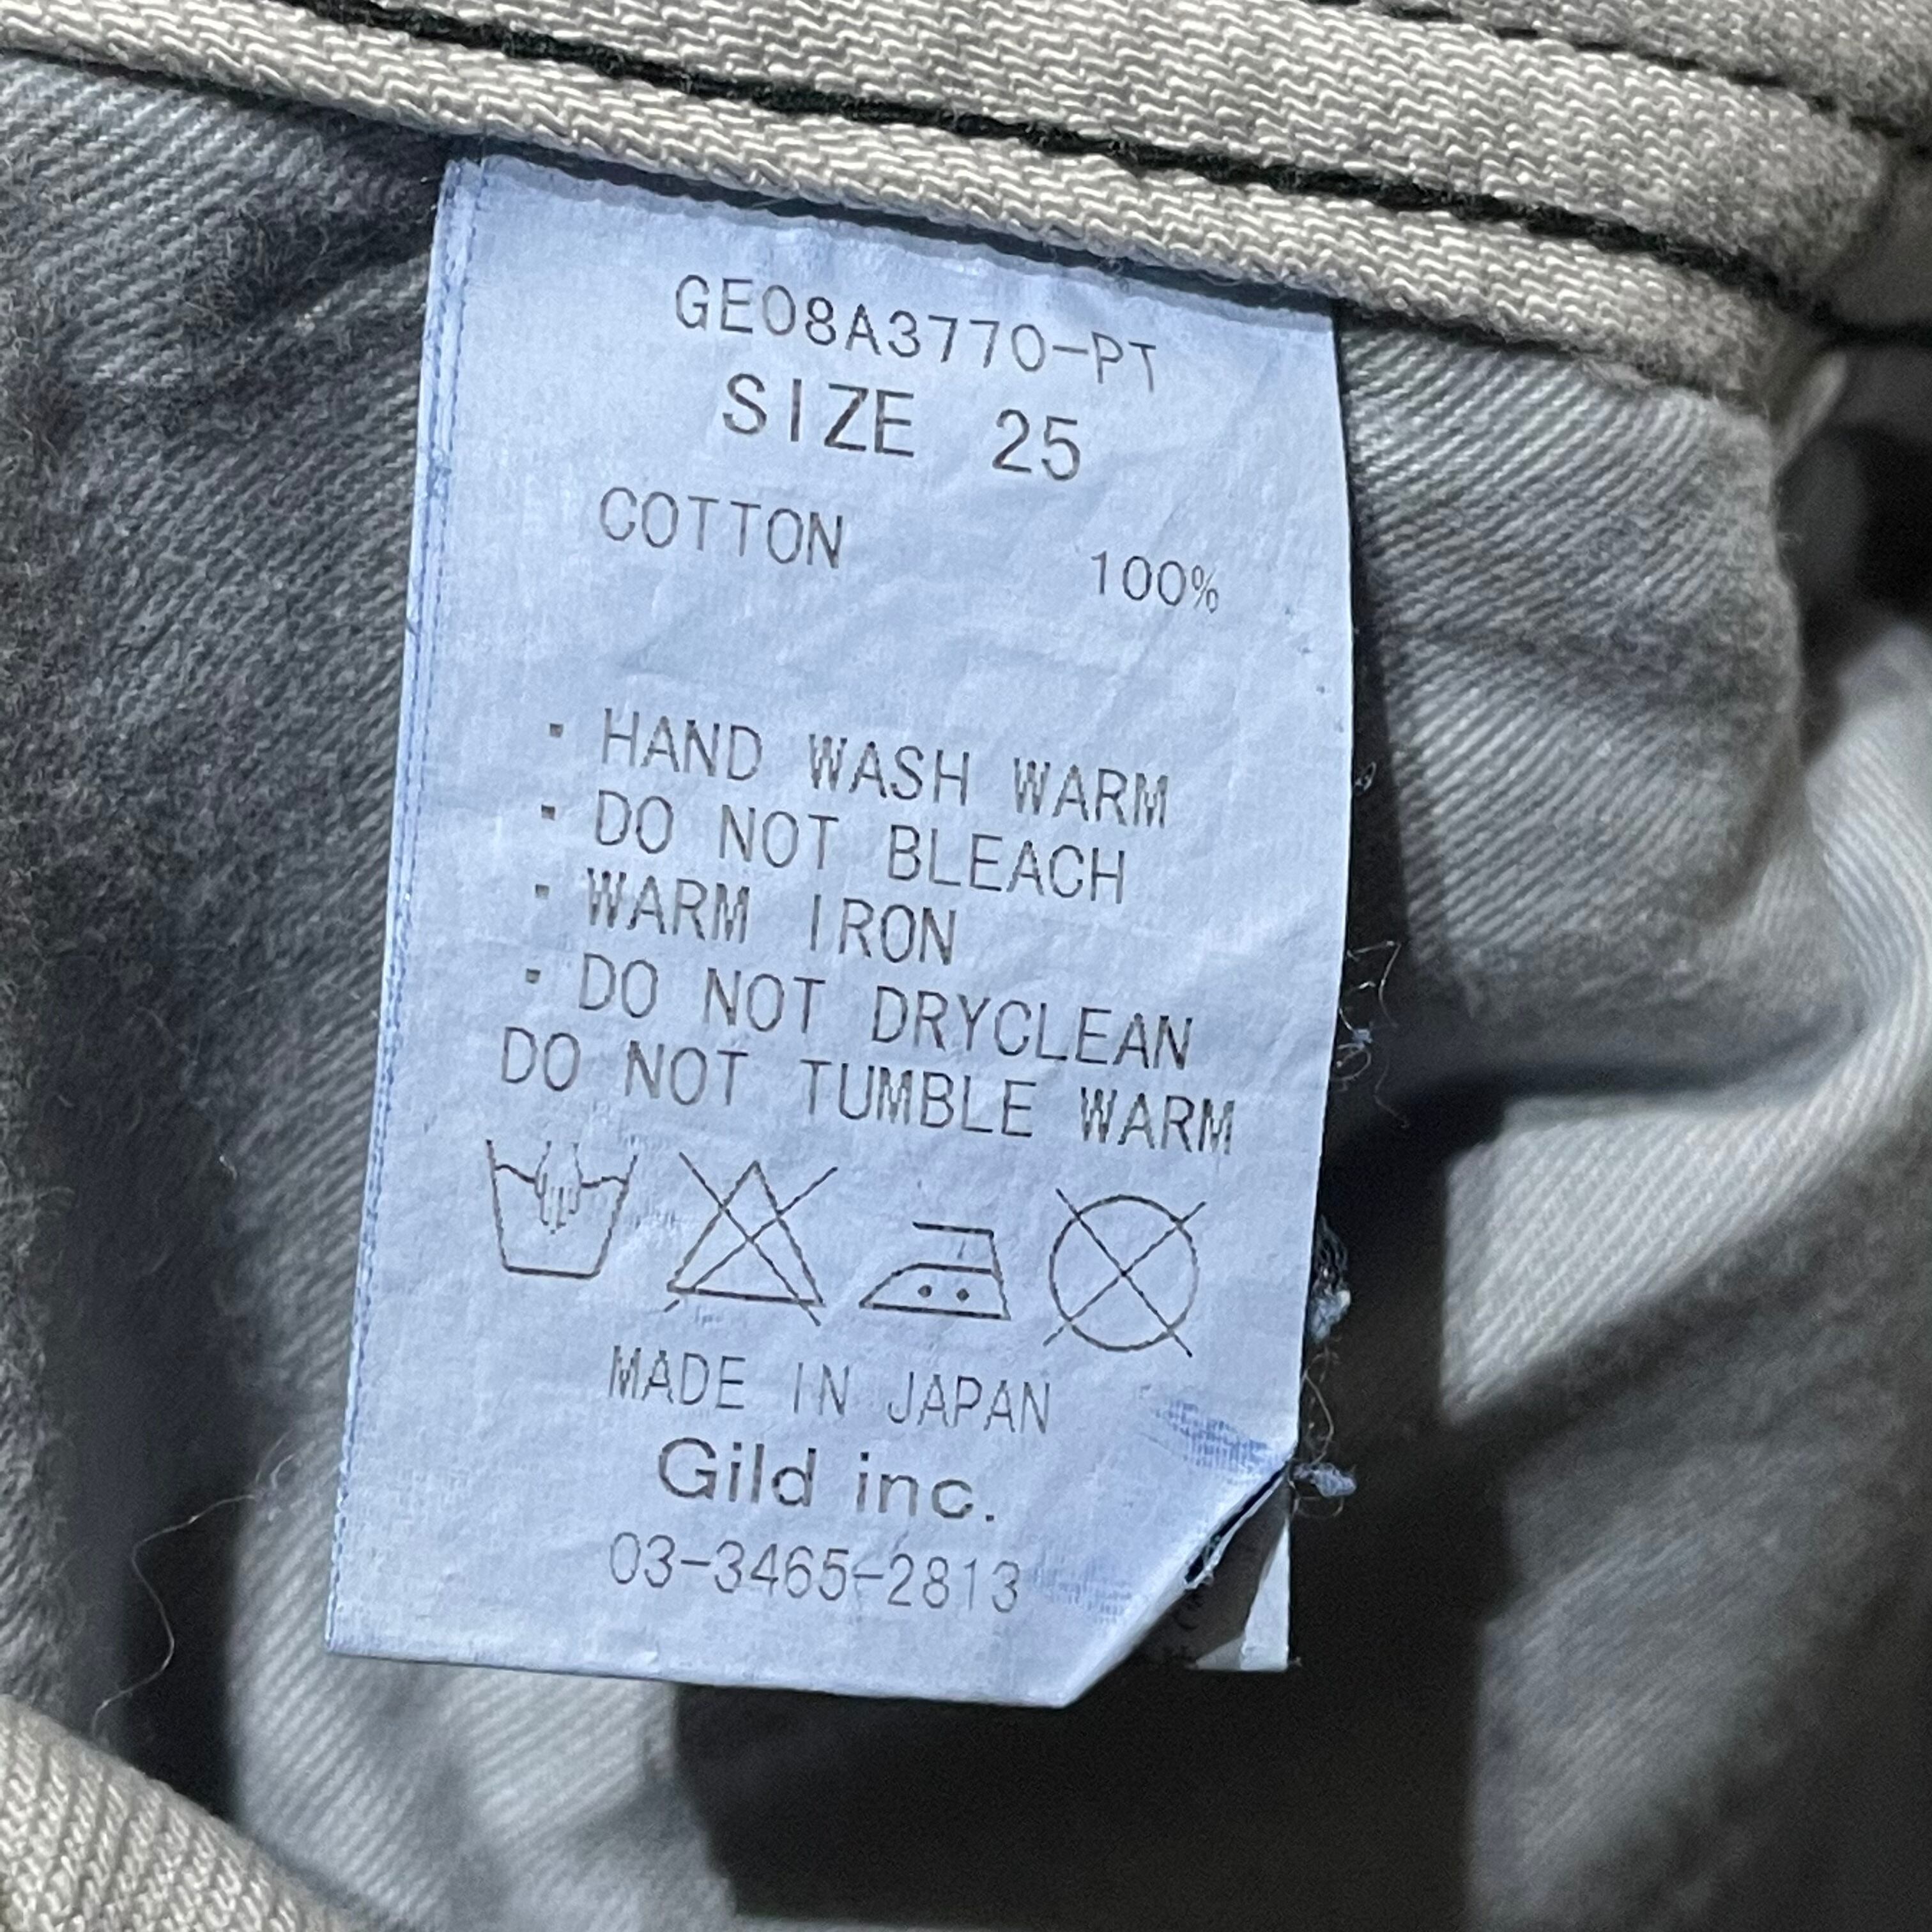 GE08A3770-PT
SIZE 25
COTTON 100%
・HAND WASH WARM
・DO NOT BLEACH
・WARM IRON
・DO NOT DRYCLEAN
DO NOT TUMBLE WARM
MADE IN JAPAN
Gild inc.
03-3465-2813